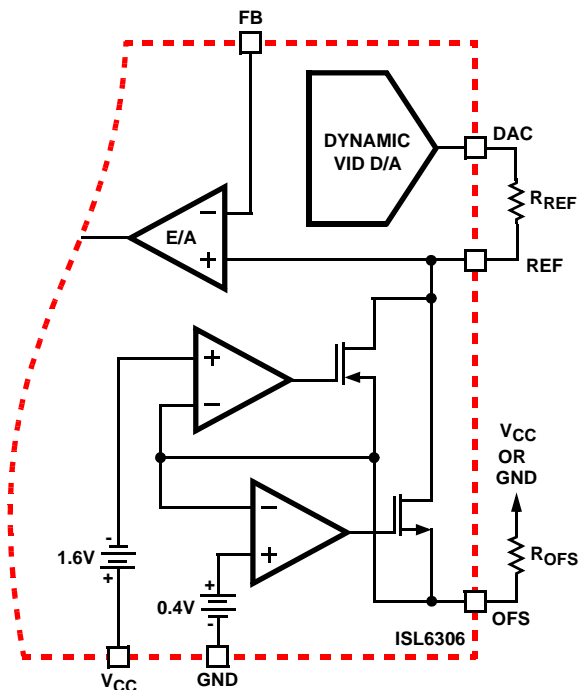 FB
DYNAMIC
VID D/A
DAC
RREF
E/A
-
+
REF
+
-
VCC
OR
GND
-
+
-
1.6V
+
+
0.4V
-
ROFS
OFS
ISL6306
VCC
GND